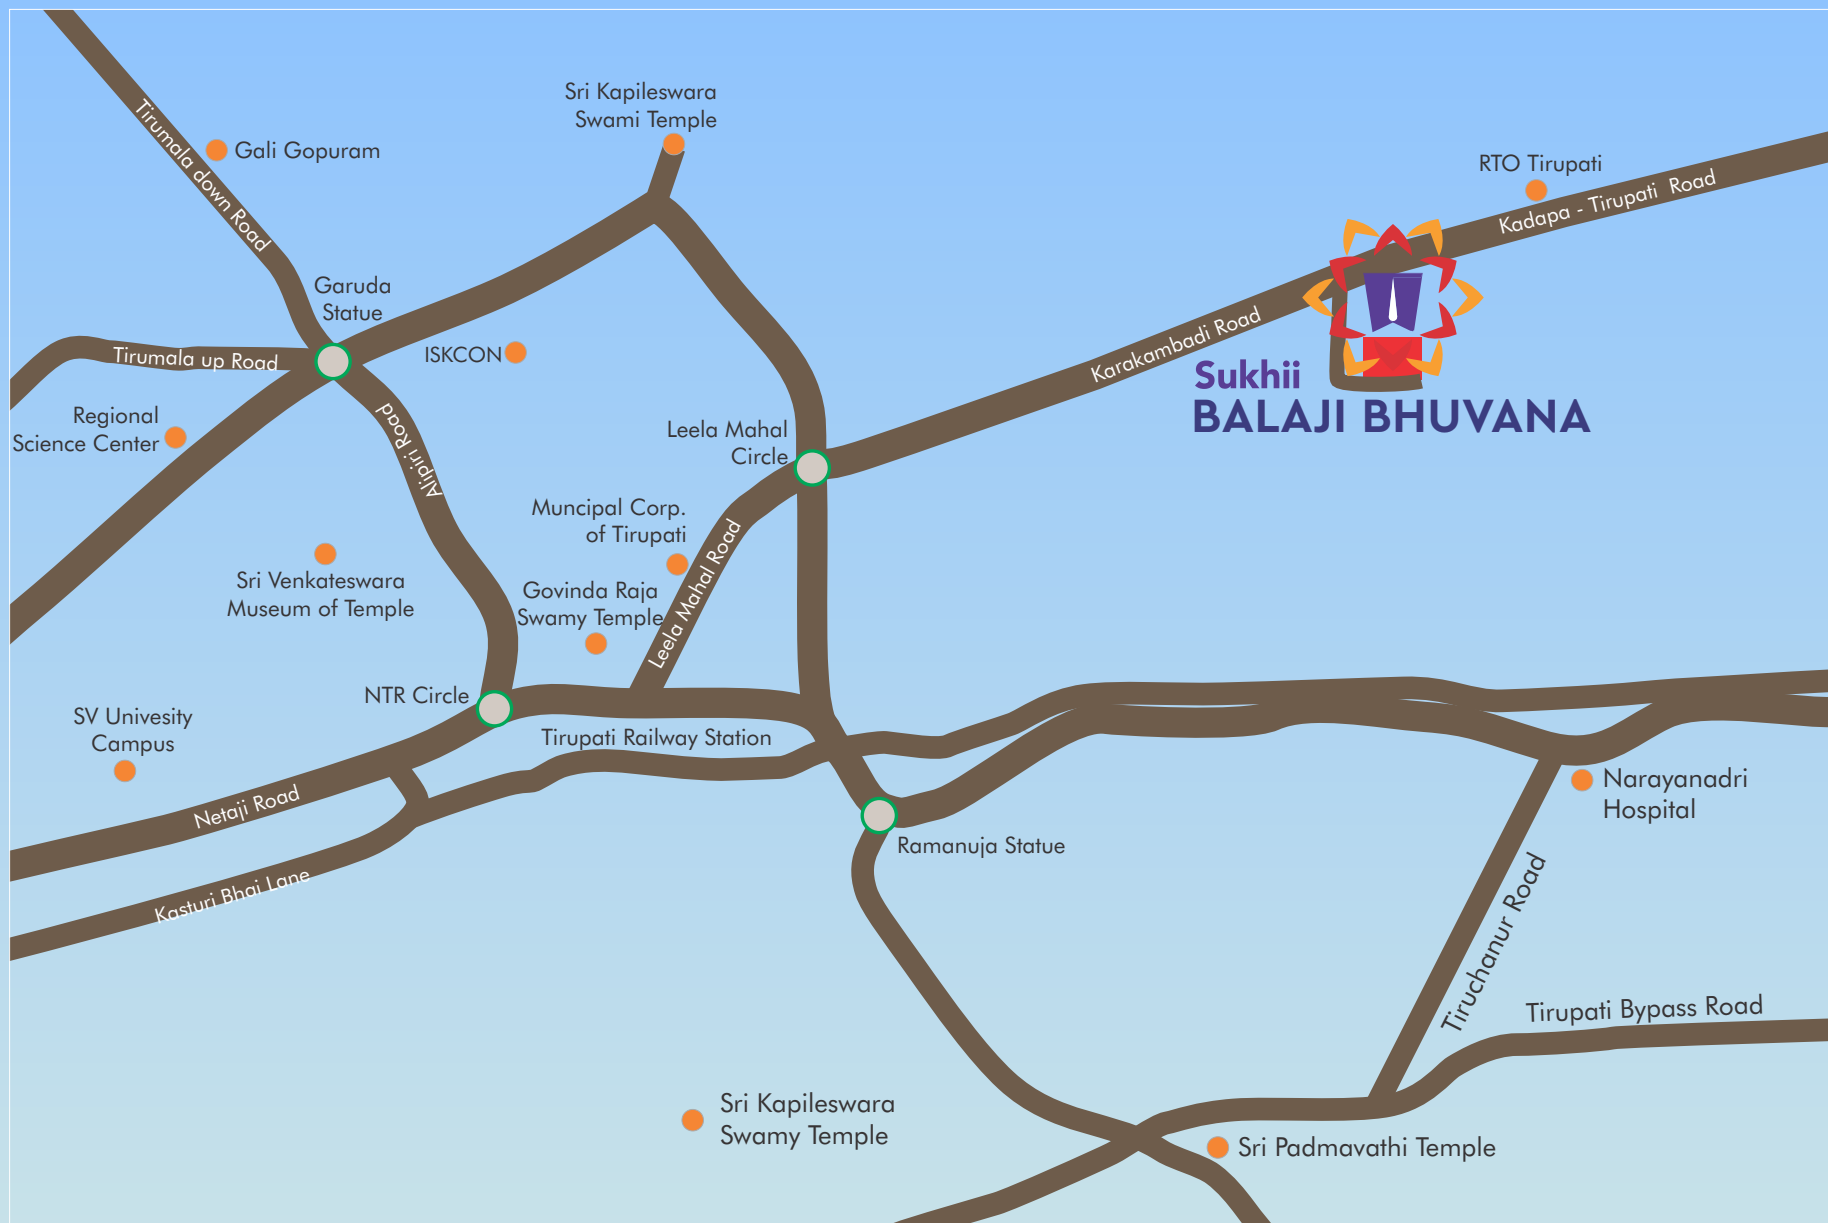 Sri Kapileswara
Swami Temple
Tirumala down Road
Gali Gopuram
RTO Tirupati
Kadapa - Tirupati Road
Garuda
Statue
Tirumala up Road
ISKCON
Karakambadi Road
Sukhii
BALAJI BHUVANA
Regional
Science Center
Alipiri Road
Leela Mahal
Circle
Muncipal Corp.
of Tirupati
Leela Mahal Road
Sri Venkateswara
Museum of Temple
Govinda Raja
Swamy Temple
NTR Circle
SV Univesity
Campus
Tirupati Railway Station
Netaji Road
Narayanadri
Hospital
Ramanuja Statue
Kasturi Bhai Lane
Tiruchanur Road
Tirupati Bypass Road
Sri Kapileswara
Swamy Temple
Sri Padmavathi Temple